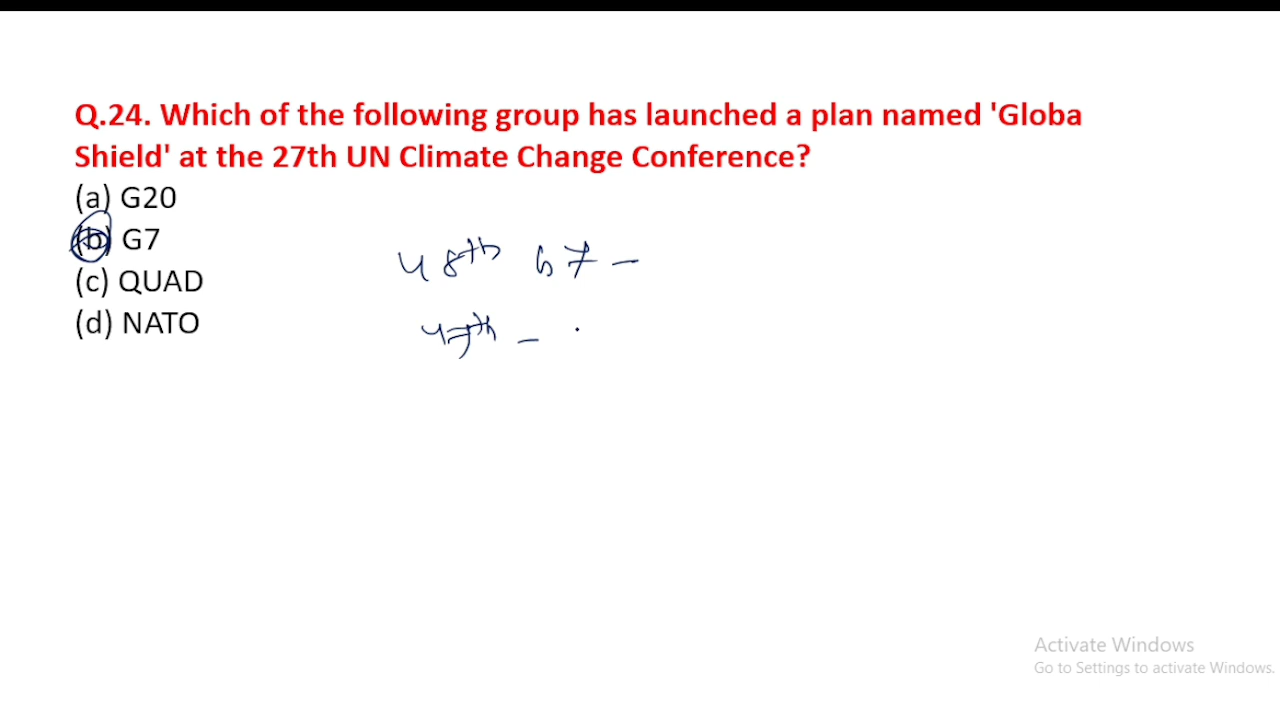 Q.24. Which of the following group has launched a plan named 'Globa
Shield' at the 27th UN Climate Change Conference?
(a) G20
(b) G7
(c) QUAD
(d) NATO
48th G7 -
47th -
Activate Windows
Go to Settings to activate Windows.